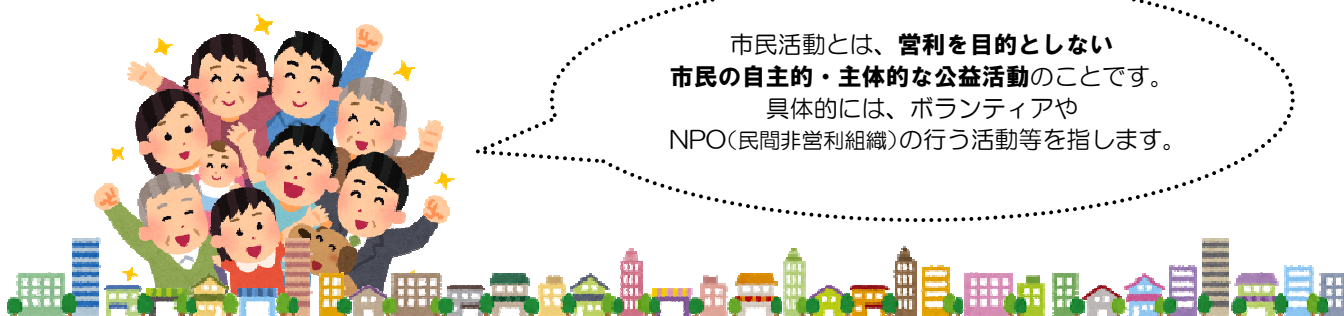 市民活動とは、営利を目的としない
市民の自主的・主体的な公益活動のことです。
具体的には、ボランティアや
NPO(民間非営利組織)の行う活動等を指します。